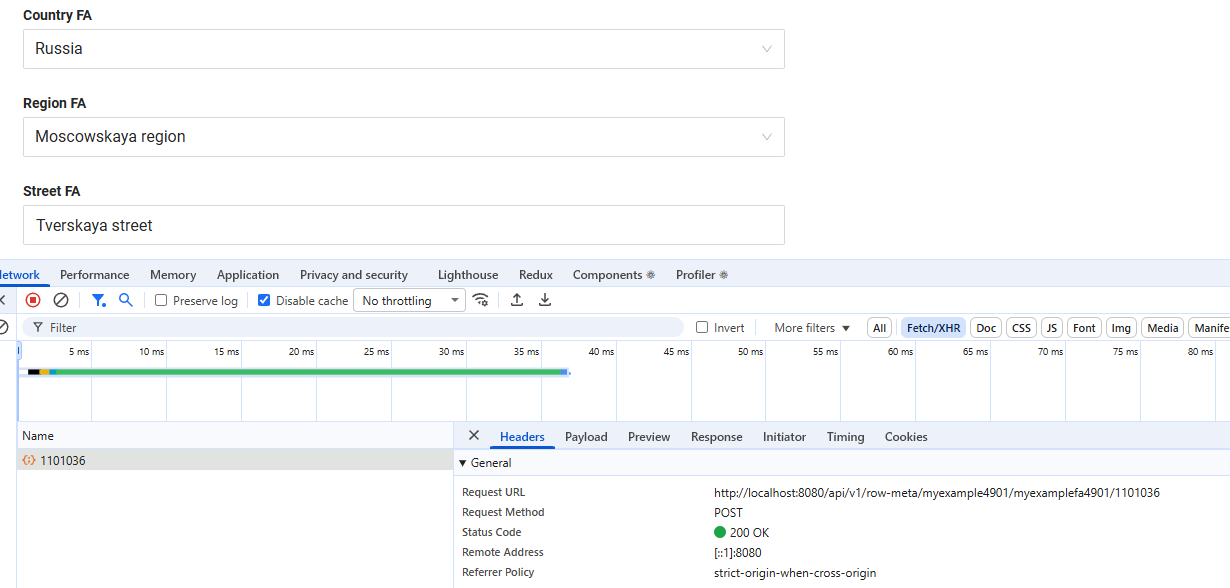 Country FA
Russia
Region FA
Moscowskaya region
Street FA
Tverskaya street
etwork Performance Memory Application Privacy and security Lighthouse Redux Components Profiler
Preserve log Disable cache No throttling
Filter Invert More filters All Fetch/XHR Doc CSS JS Font Img Media Manife
5 ms 10 ms 15 ms 20 ms 25 ms 30 ms 35 ms 40 ms 45 ms 50 ms 55 ms 60 ms 65 ms 70 ms 75 ms 80 ms
Name Headers Payload Preview Response Initiator Timing Cookies
1101036 General
Request URL http://localhost:8080/api/v1/row-meta/myexample4901/myexamplefa4901/1101036
Request Method POST
Status Code 200 OK
Remote Address [::1]:8080
Referrer Policy strict-origin-when-cross-origin